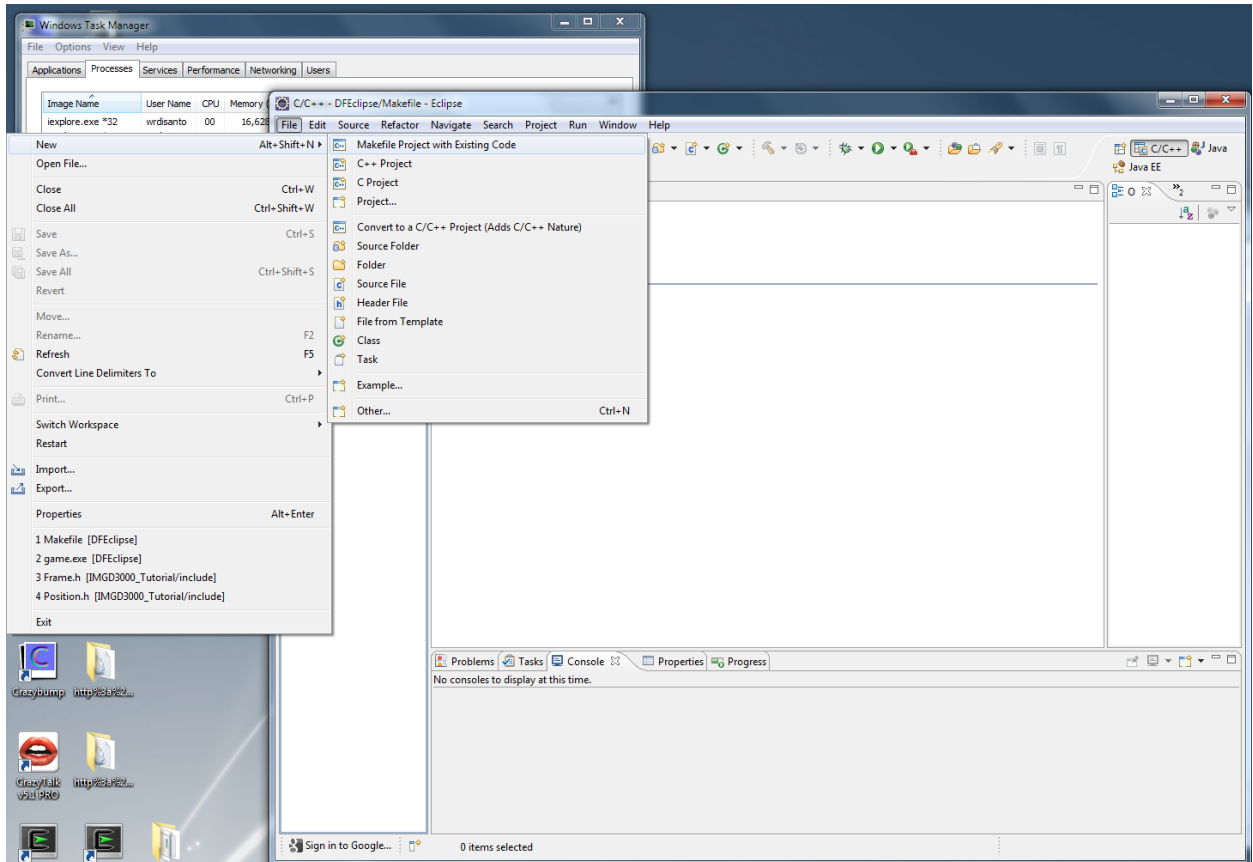 Windows Task Manager
File Options View Help
Applications Processes Services Performance Networking Users
Image Name User Name CPU Memory (
iexplore.exe *32 wrdisanto 00 16,628
C/C++ - DFEclipse/Makefile - Eclipse
File Edit Source Refactor Navigate Search Project Run Window Help
C/C++ Java
Java EE
O 2
New Alt+Shift+N
Open File...
Close Ctrl+W
Close All Ctrl+Shift+W
Save Ctrl+S
Save As...
Save All Ctrl+Shift+S
Revert
Move...
Rename... F2
Refresh F5
Convert Line Delimiters To
Print... Ctrl+P
Switch Workspace
Restart
Import...
Export...
Properties Alt+Enter
1 Makefile [DFEclipse]
2 game.exe [DFEclipse]
3 Frame.h [IMGD3000_Tutorial/include]
4 Position.h [IMGD3000_Tutorial/include]
Exit
Makefile Project with Existing Code
C++ Project
C Project
Project...
Convert to a C/C++ Project (Adds C/C++ Nature)
Source Folder
Folder
Source File
Header File
File from Template
Class
Task
Example...
Other... Ctrl+N
Problems Tasks Console Properties Progress
No consoles to display at this time.
Crazybump http%3a%2...
CrazyTalk http%3a%2...
v5.1 PRO
Sign in to Google... 0 items selected